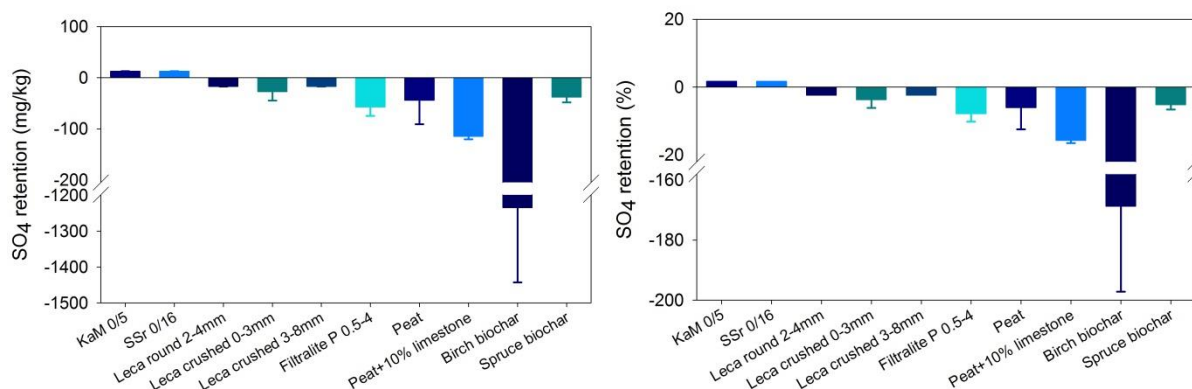 SO4 retention (mg/kg)
100
0
-100
-200
-1200
-1300
-1400
-1500
KaM 0/5
SSr 0/16
Leca round 2-4mm
Leca crushed 0-3mm
Leca crushed 3-8mm
Filtralite P 0.5-4
Peat
Peat+10% limestone
Birch biochar
Spruce biochar
SO4 retention (%)
20
0
-20
-160
-180
-200
KaM 0/5
SSr 0/16
Leca round 2-4mm
Leca crushed 0-3mm
Leca crushed 3-8mm
Filtralite P 0.5-4
Peat
Peat+10% limestone
Birch biochar
Spruce biochar